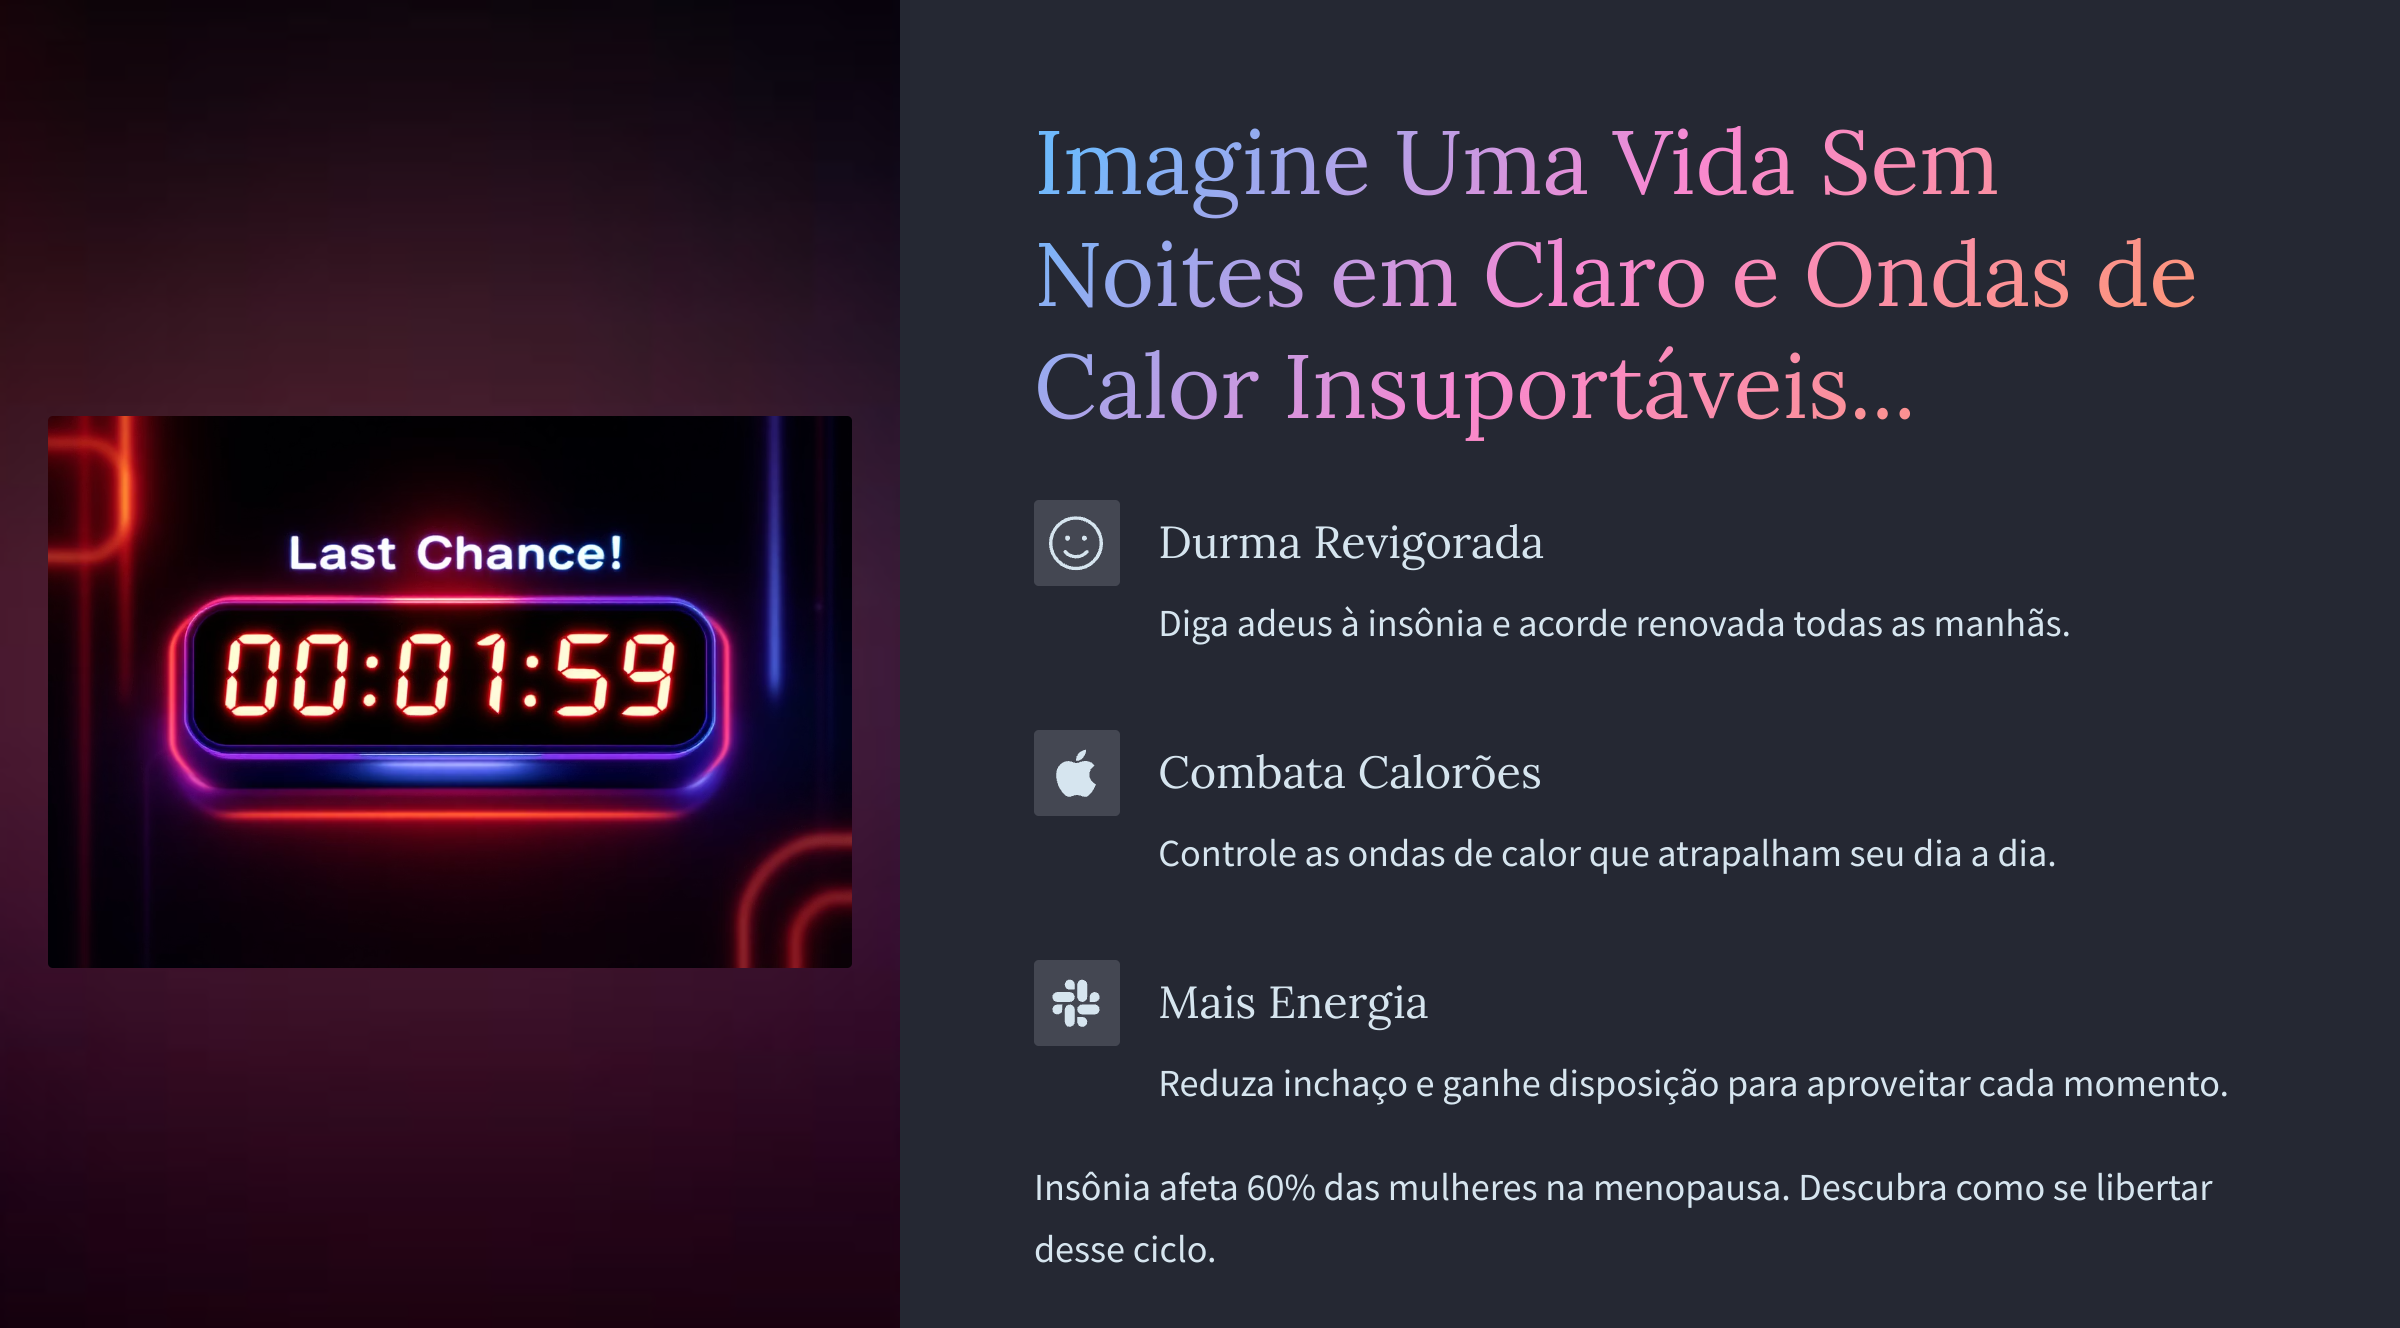 Last Chance!
00:01:59
Imagine Uma Vida Sem
Noites em Claro e Ondas de
Calor Insuportáveis...
Durma Revigorada
Diga adeus à insônia e acorde renovada todas as manhãs.
Combata Calorões
Controle as ondas de calor que atrapalham seu dia a dia.
Mais Energia
Reduza inchaço e ganhe disposição para aproveitar cada momento.
Insônia afeta 60% das mulheres na menopausa. Descubra como se libertar
desse ciclo.